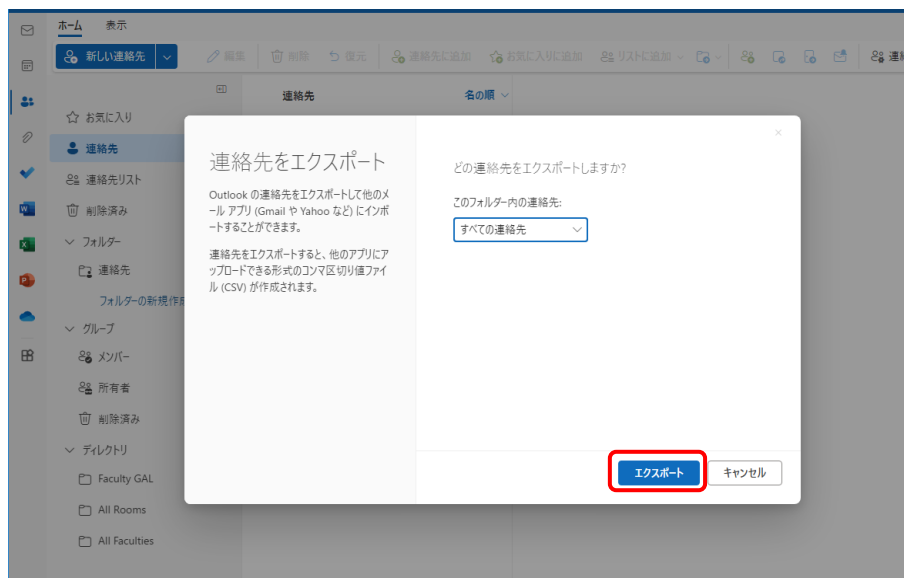 ホーム 表示
新しい連絡先 編集 削除 復元 連絡先に追加 お気に入りに追加 リストに追加
連絡先 名の順
お気に入り
連絡先
連絡先リスト
削除済み
フォルダー
連絡先
フォルダーの新規作
グループ
メンバー
所有者
削除済み
ディレクトリ
Faculty GAL
All Rooms
All Faculties
連絡先をエクスポート
Outlook の連絡先をエクスポートして他のメ
ール アプリ (Gmail や Yahoo など) にインポ
ートすることができます。
連絡先をエクスポートすると、他のアプリにア
ップロードできる形式のコンマ区切り値ファイ
ル (CSV) が作成されます。
どの連絡先をエクスポートしますか?
このフォルダー内の連絡先:
すべての連絡先
エクスポート キャンセル